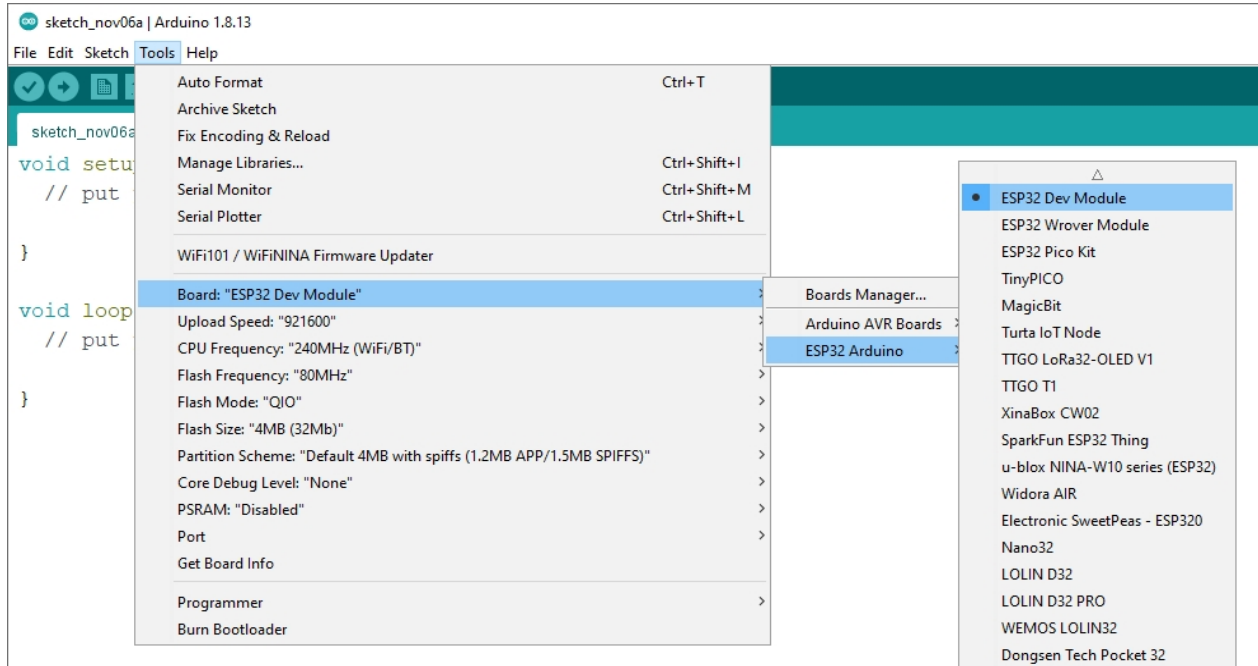 sketch_nov06a | Arduino 1.8.13
File Edit Sketch Tools Help
sketch_nov06a
void setu
// put
}
void loop
// put
}
Auto Format Ctrl+T
Archive Sketch
Fix Encoding & Reload
Manage Libraries... Ctrl+Shift+I
Serial Monitor Ctrl+Shift+M
Serial Plotter Ctrl+Shift+L
WiFi101 / WiFiNINA Firmware Updater
Board: "ESP32 Dev Module"
Upload Speed: "921600"
CPU Frequency: "240MHz (WiFi/BT)"
Flash Frequency: "80MHz"
Flash Mode: "QIO"
Flash Size: "4MB (32Mb)"
Partition Scheme: "Default 4MB with spiffs (1.2MB APP/1.5MB SPIFFS)"
Core Debug Level: "None"
PSRAM: "Disabled"
Port
Get Board Info
Programmer
Burn Bootloader
Boards Manager...
Arduino AVR Boards
ESP32 Arduino
ESP32 Dev Module
ESP32 Wrover Module
ESP32 Pico Kit
TinyPICO
MagicBit
Turta IoT Node
TTGO LoRa32-OLED V1
TTGO T1
XinaBox CW02
SparkFun ESP32 Thing
u-blox NINA-W10 series (ESP32)
Widora AIR
Electronic SweetPeas - ESP320
Nano32
LOLIN D32
LOLIN D32 PRO
WEMOS LOLIN32
Dongsen Tech Pocket 32